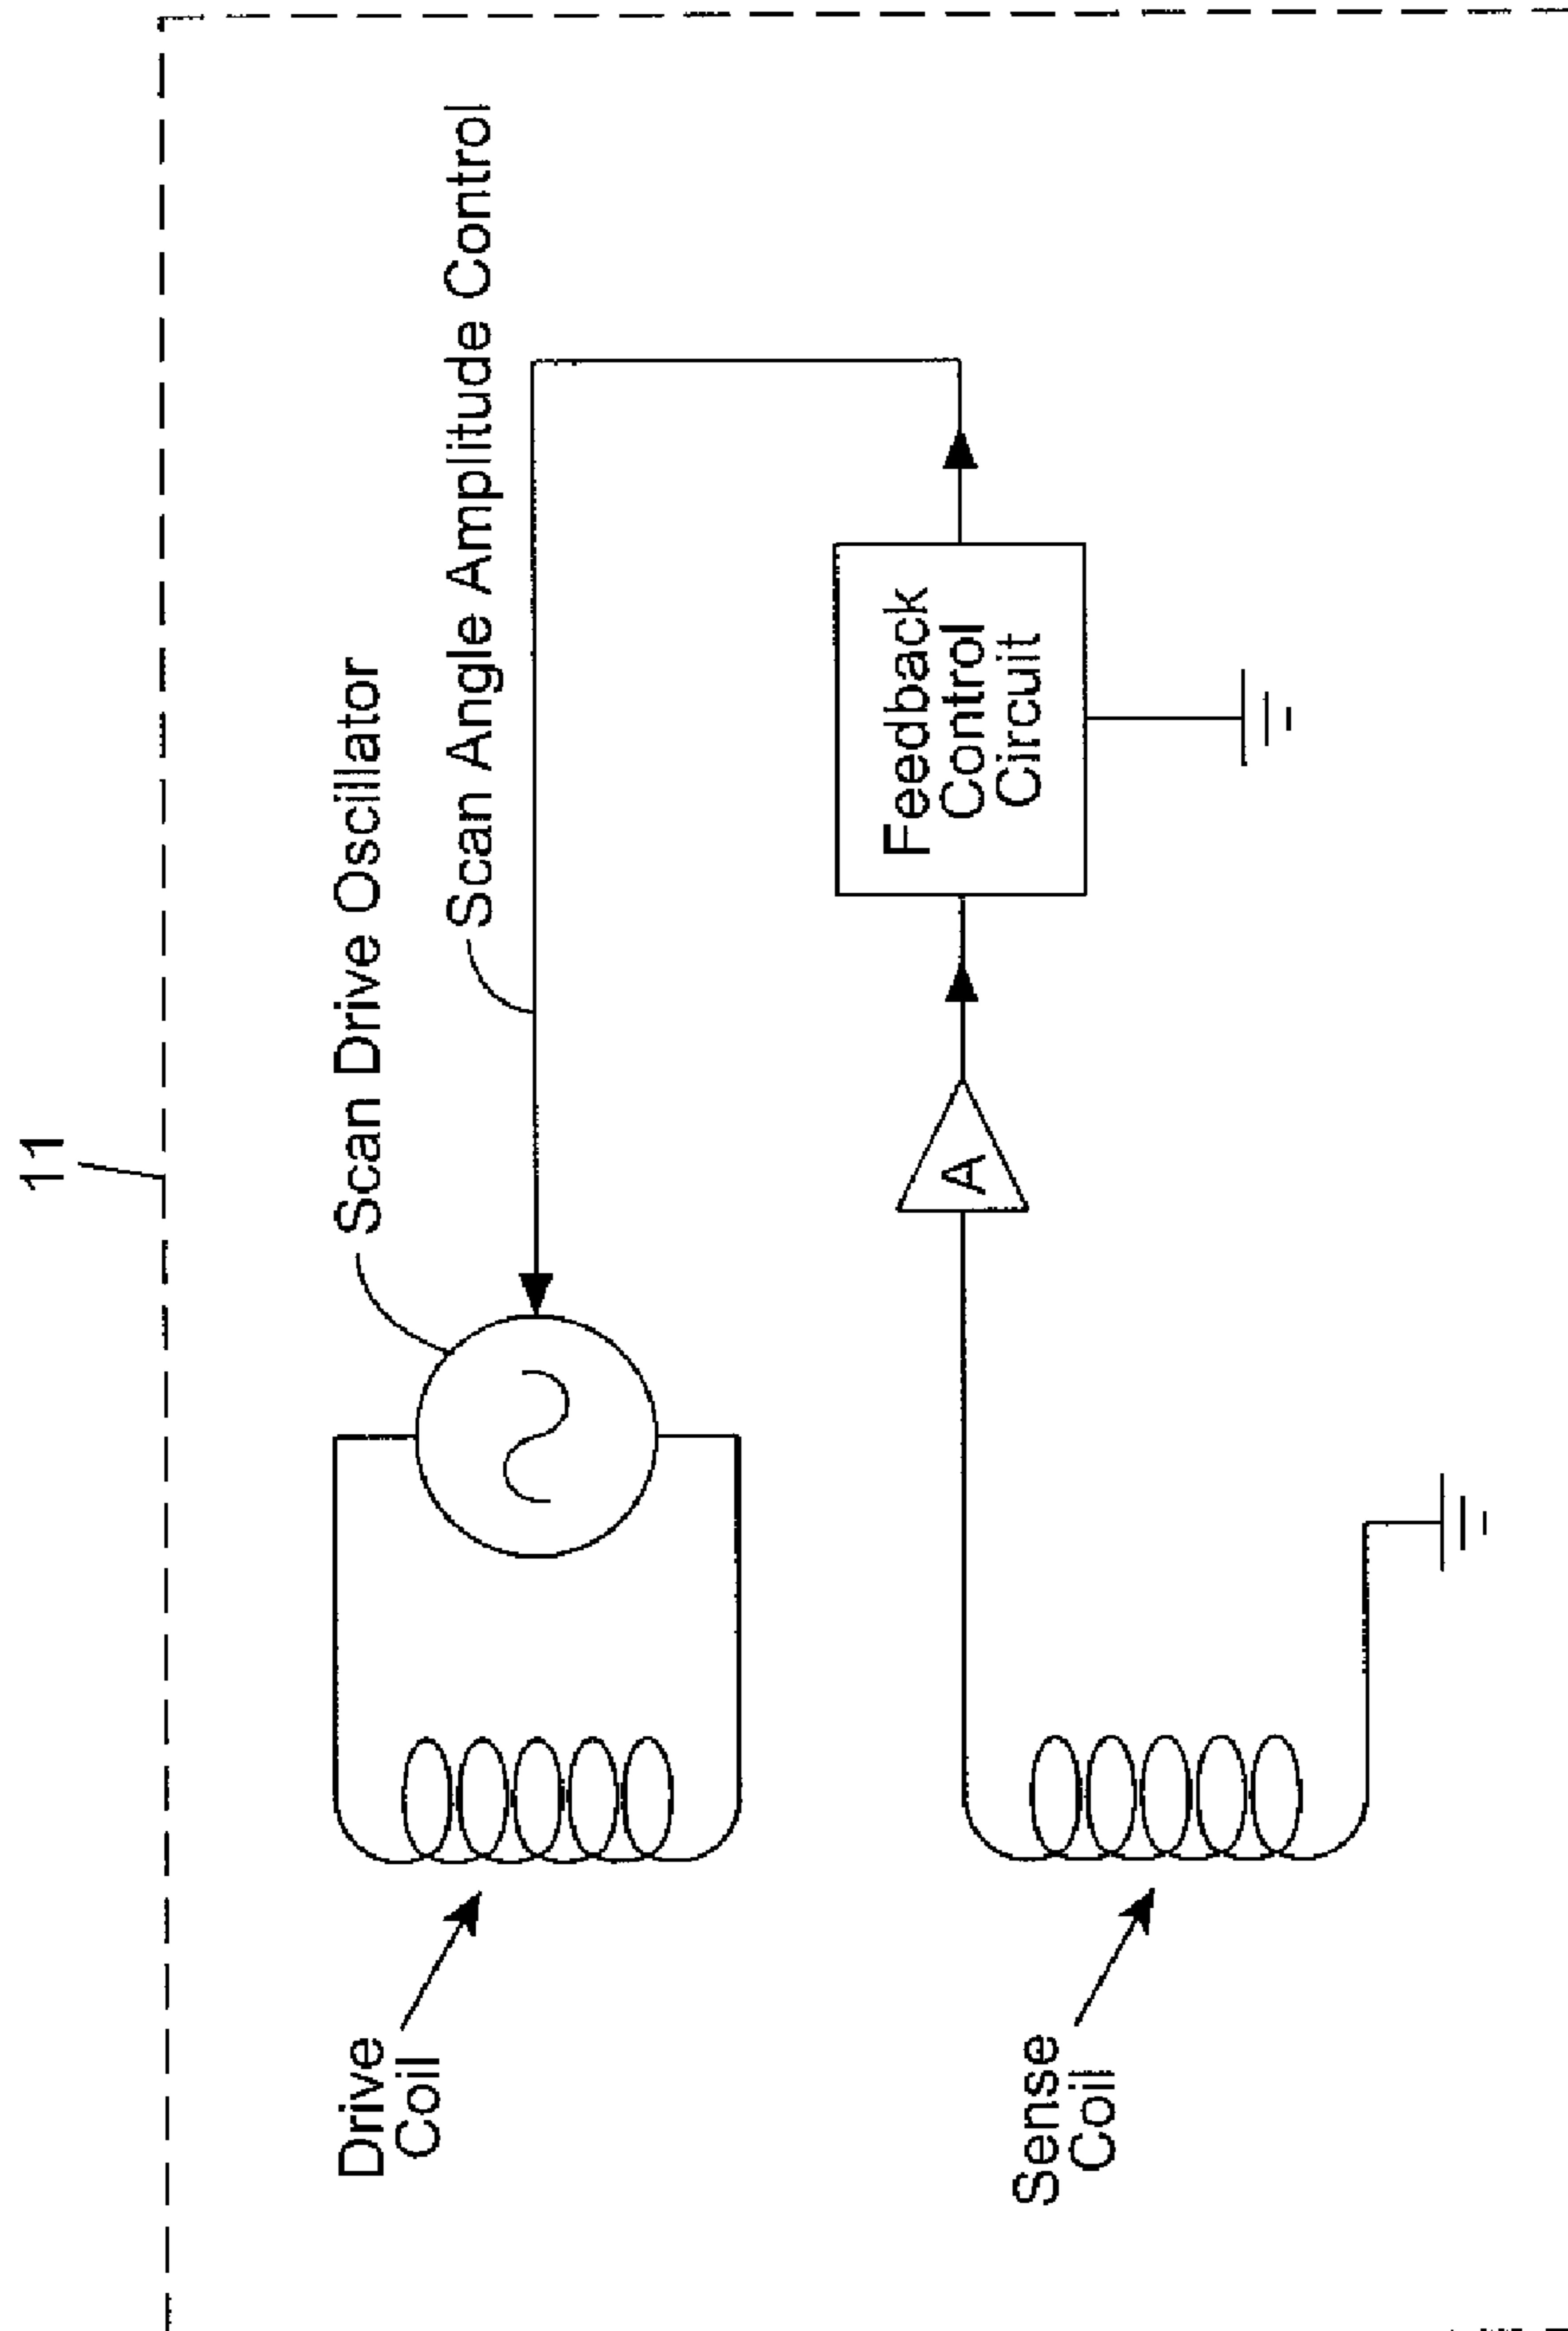 11
Scan Drive Oscillator
Scan Angle Amplitude Control
Drive
Coil
A
Feedback
Control
Circuit
Sense
Coil